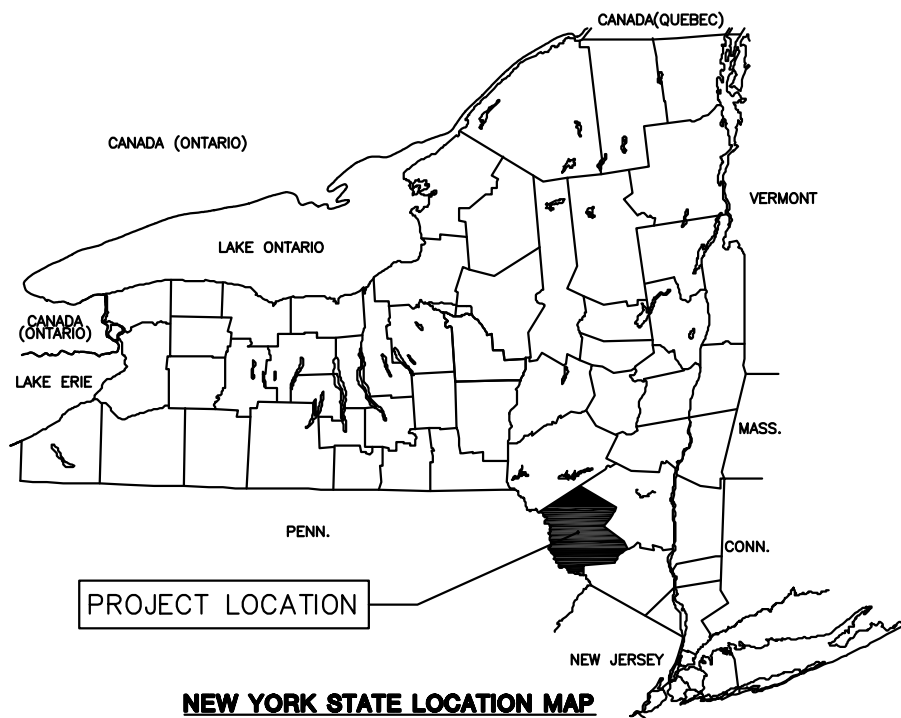 CANADA(QUEBEC)
CANADA (ONTARIO)
VERMONT
LAKE ONTARIO
CANADA
(ONTARIO)
LAKE ERIE
MASS.
PENN.
CONN.
PROJECT LOCATION
NEW JERSEY
NEW YORK STATE LOCATION MAP